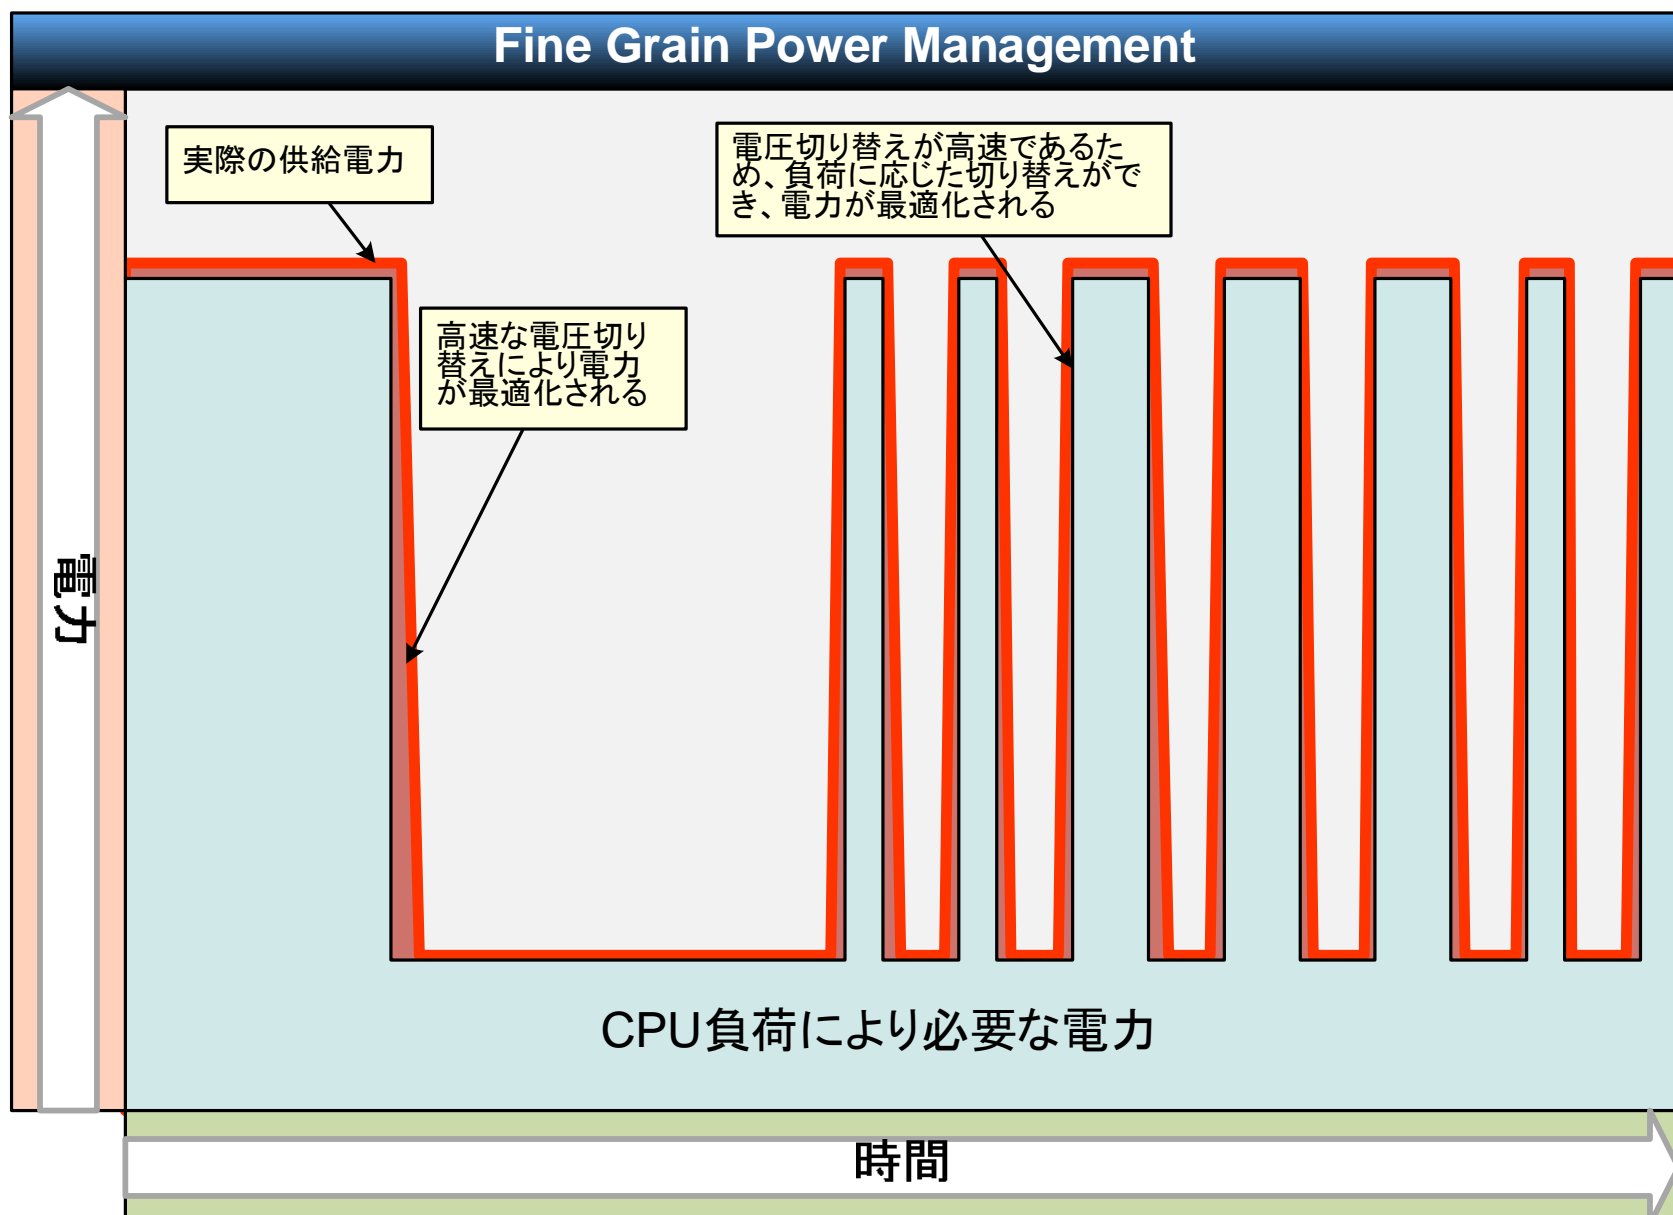 Fine Grain Power Management
実際の供給電力
電圧切り替えが高速であるた
め、負荷に応じた切り替えがで
き、電力が最適化される
高速な電圧切り
替えにより電力
が最適化される
電力
CPU負荷により必要な電力
時間